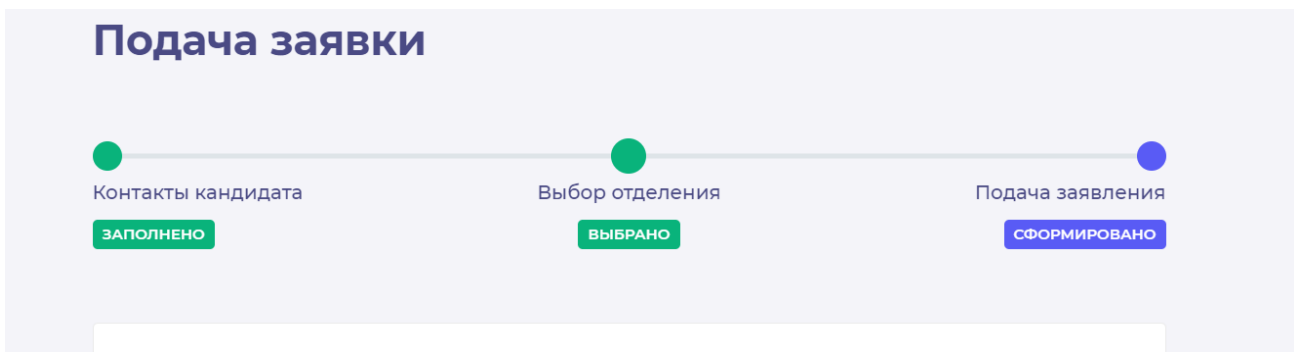 Подача заявки
Контакты кандидата
Выбор отделения
Подача заявления
ЗАПОЛНЕНО
ВЫБРАНО
СФОРМИРОВАНО